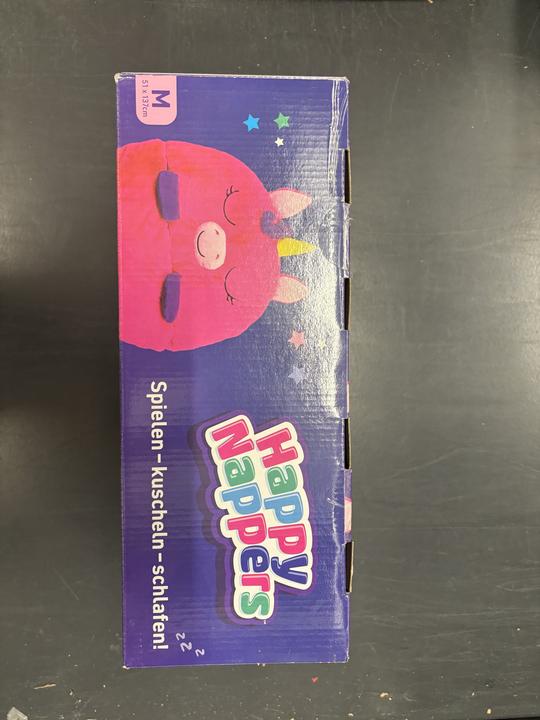 M
51 x 137cm
Happy
Nappers
Spielen – kuscheln – schlafen!
z z z